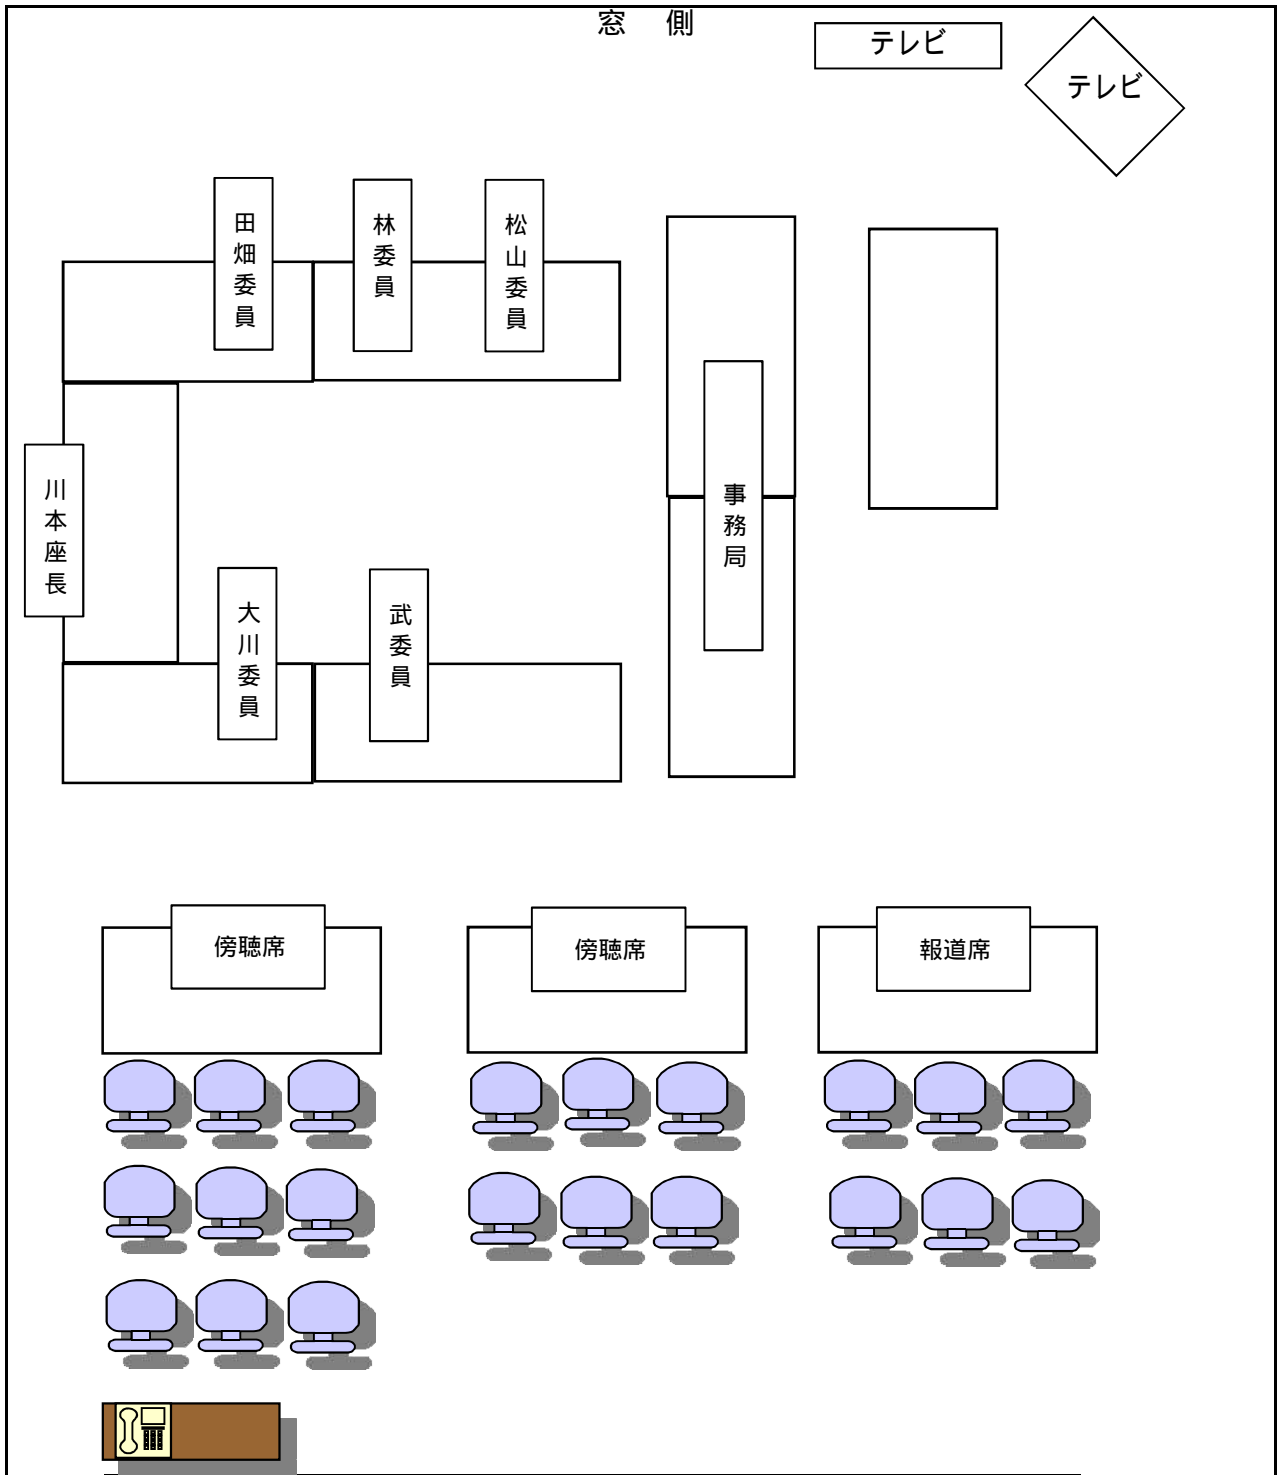 窓　側
テレビ
テレビ
田畑委員
林委員
松山委員
川本座長
事務局
大川委員
武委員
傍聴席
傍聴席
報道席